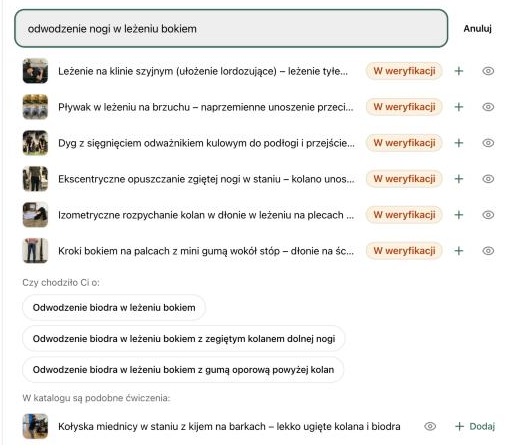 odwodzenie nogi w leżeniu bokiem Anuluj
Leżenie na klinie szyjnym (ułożenie lordozujące) – leżenie tyłe... W weryfikacji +
Pływak w leżeniu na brzuchu – naprzemienne unoszenie przeci... W weryfikacji +
Dyg z sięgnięciem odważnikiem kulowym do podłogi i przejście... W weryfikacji +
Ekscentryczne opuszczanie zgiętej nogi w staniu – kolano unos... W weryfikacji +
Izometryczne rozpychanie kolan w dłonie w leżeniu na plecach ... W weryfikacji +
Kroki bokiem na palcach z mini gumą wokół stóp – dłonie na śc... W weryfikacji +
Czy chodziło Ci o:
Odwodzenie biodra w leżeniu bokiem
Odwodzenie biodra w leżeniu bokiem z zegiętym kolanem dolnej nogi
Odwodzenie biodra w leżeniu bokiem z gumą oporową powyżej kolan
W katalogu są podobne ćwiczenia:
Kołyska miednicy w staniu z kijem na barkach – lekko ugięte kolana i biodra + Dodaj